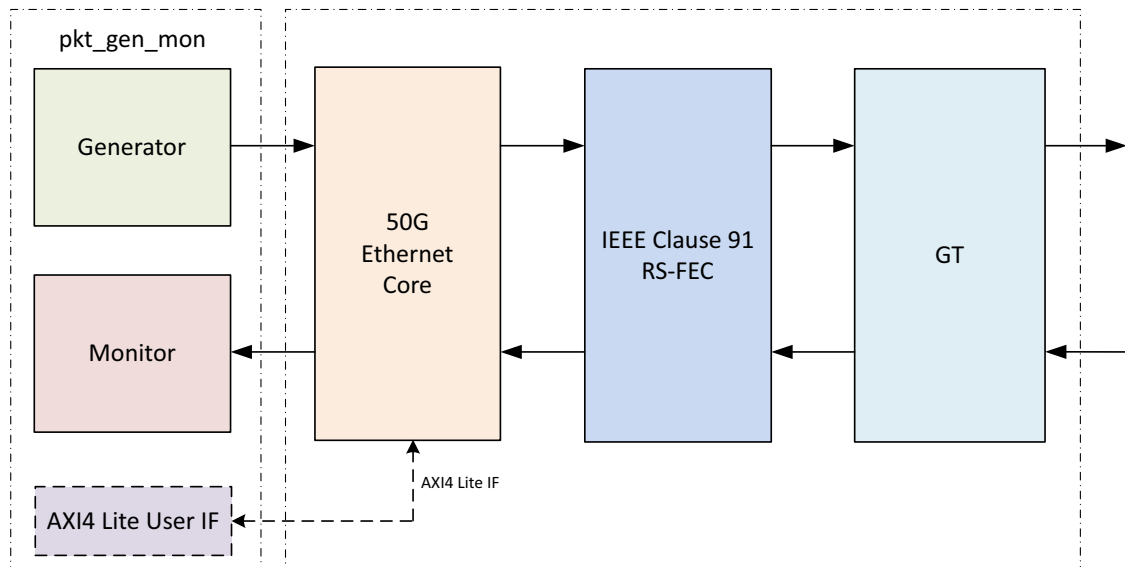 pkt_gen_mon
Generator
Monitor
AXI4 Lite User IF
50G
Ethernet
Core
AXI4 Lite IF
IEEE Clause 91
RS-FEC
GT